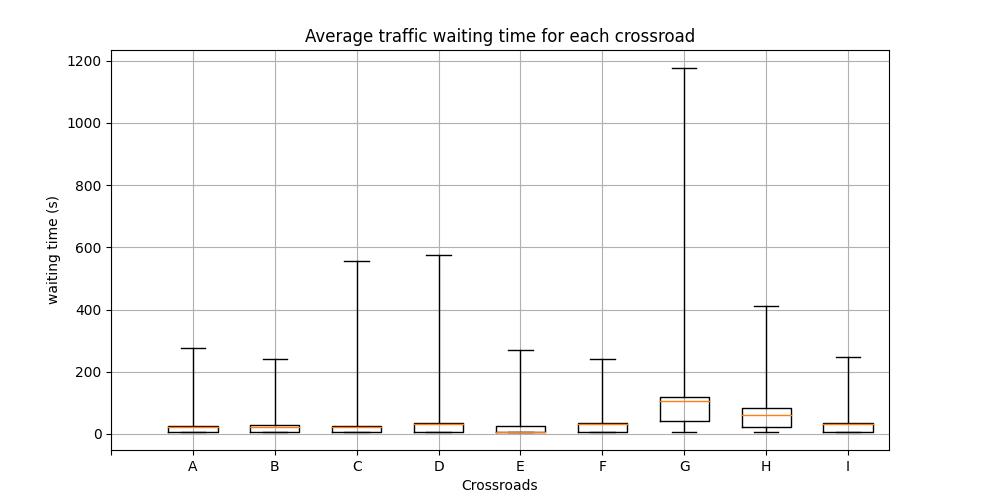 Average traffic waiting time for each crossroad
1200
1000
800
600
400
200
0
waiting time (s)
A B C D E F G H I
Crossroads